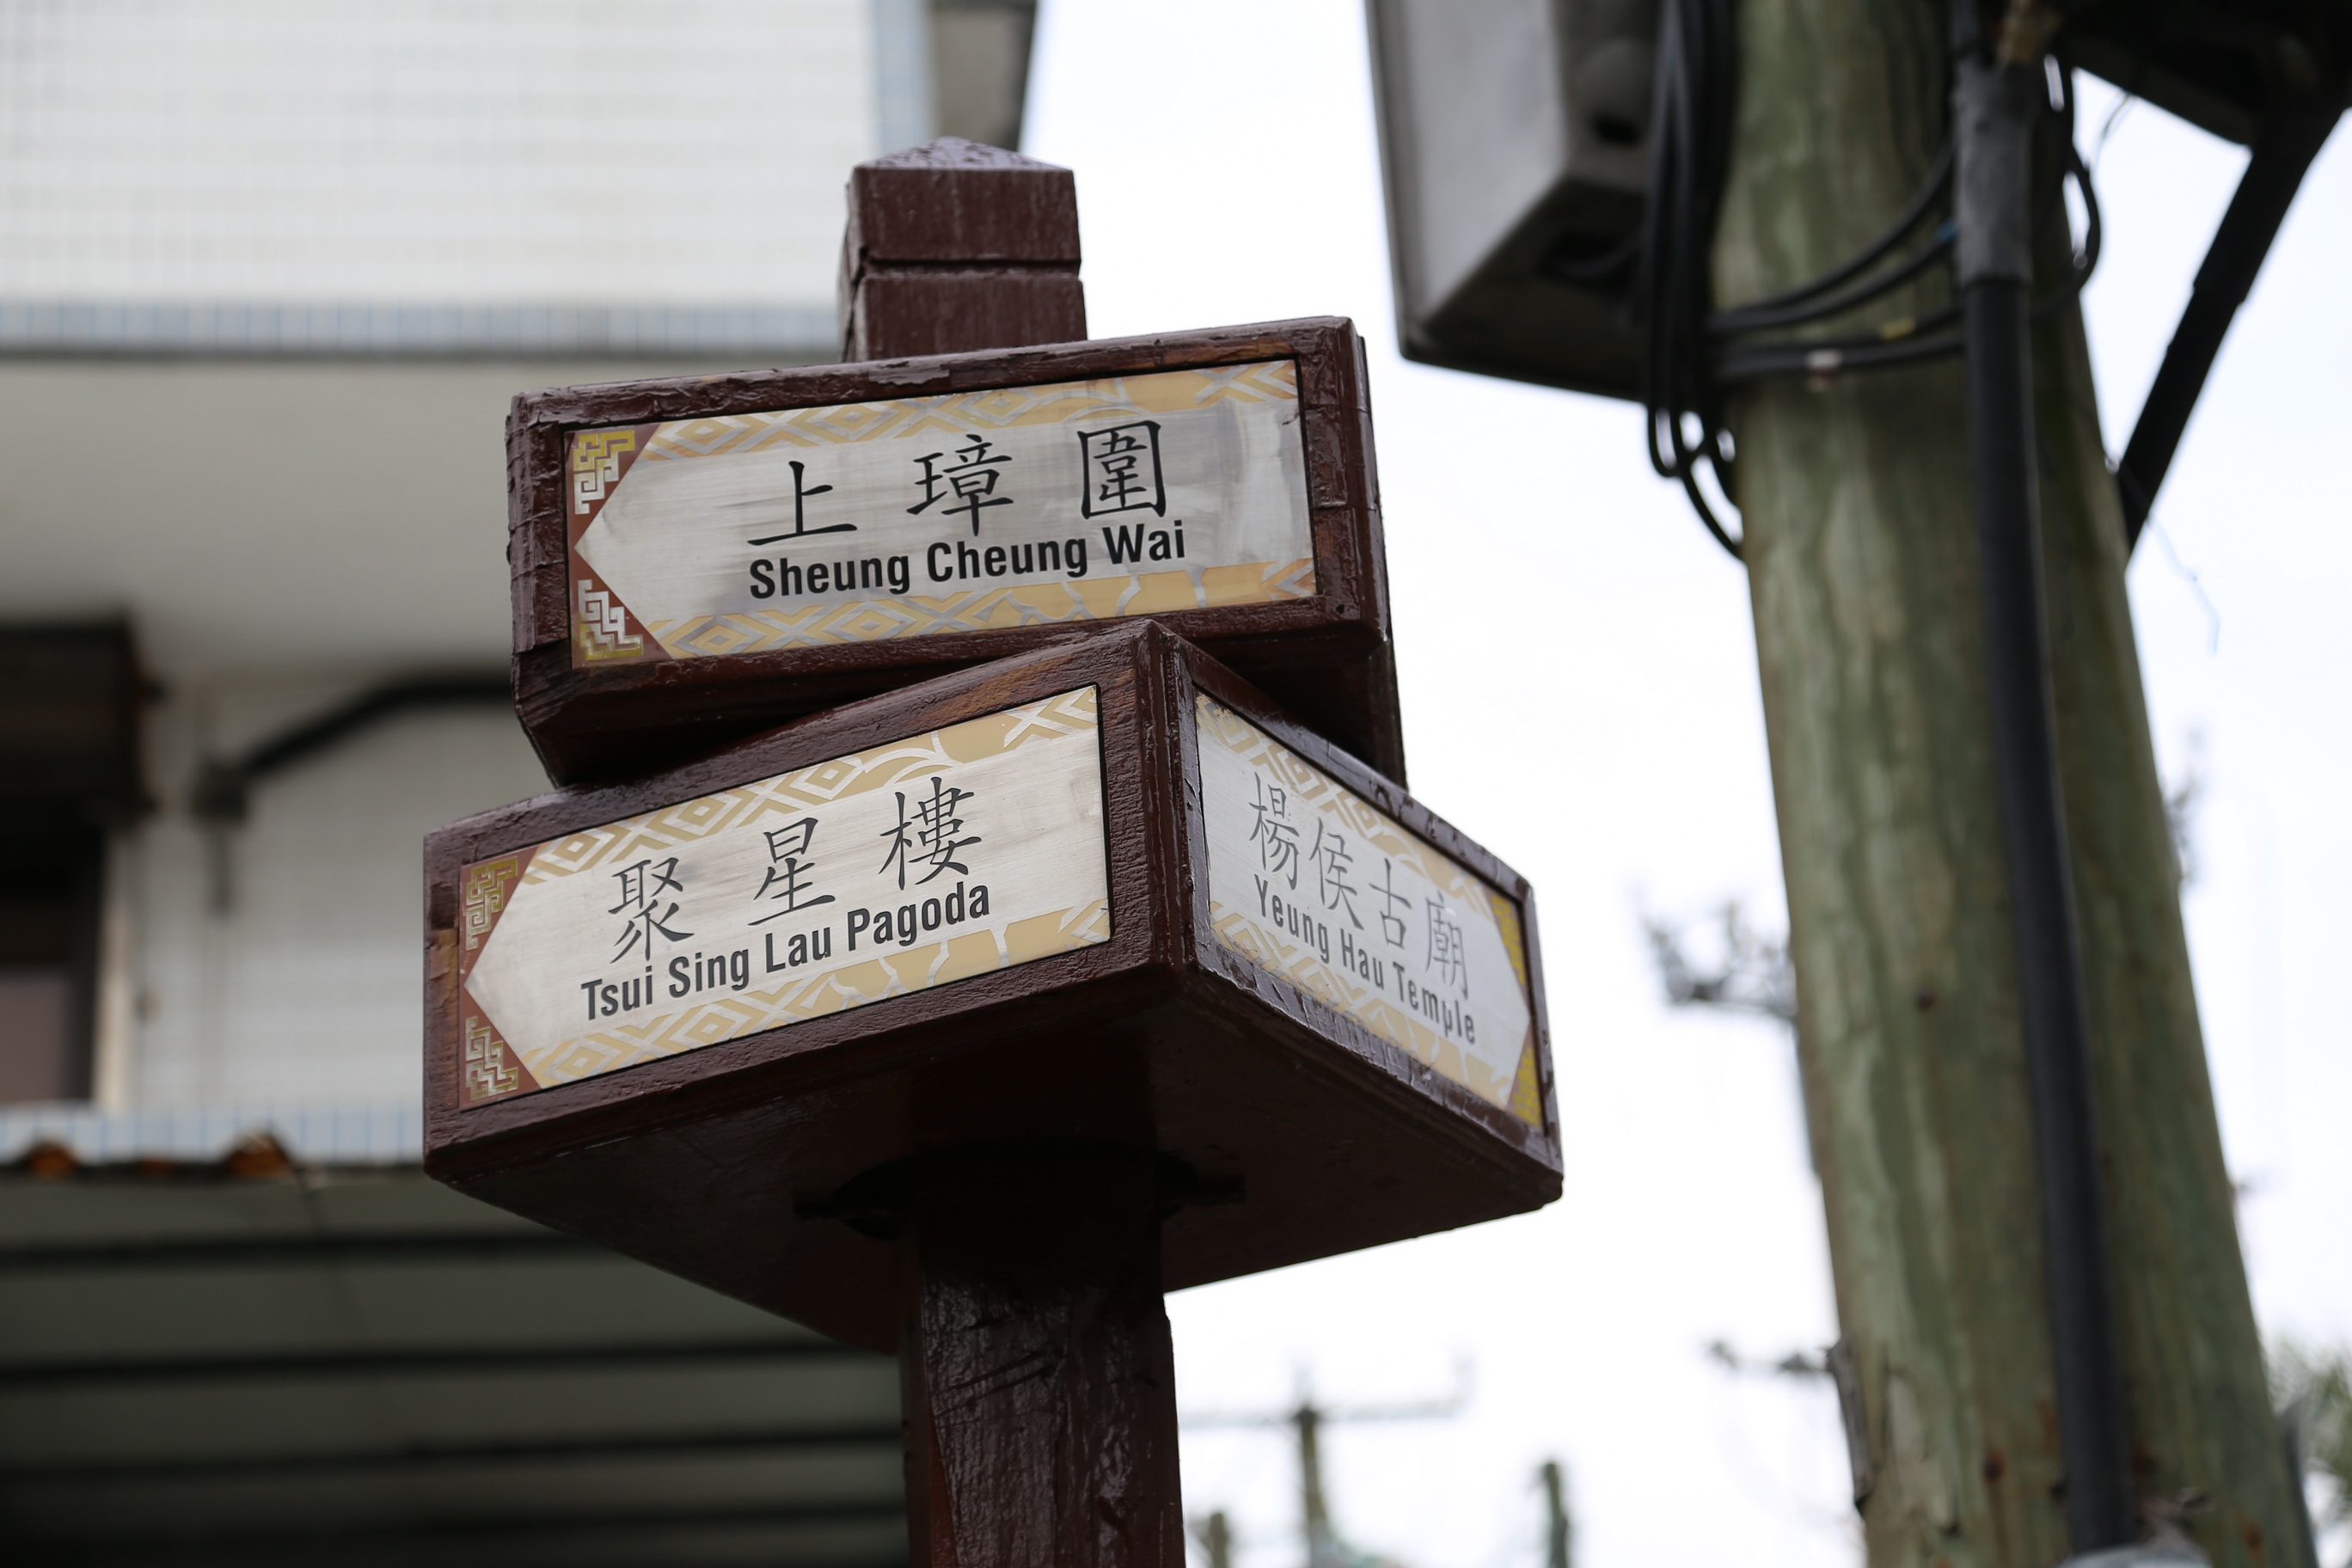 上璋圍
Sheung Cheung Wai
聚星樓
Tsui Sing Lau Pagoda
楊侯古廟
Yeung Hau Temple